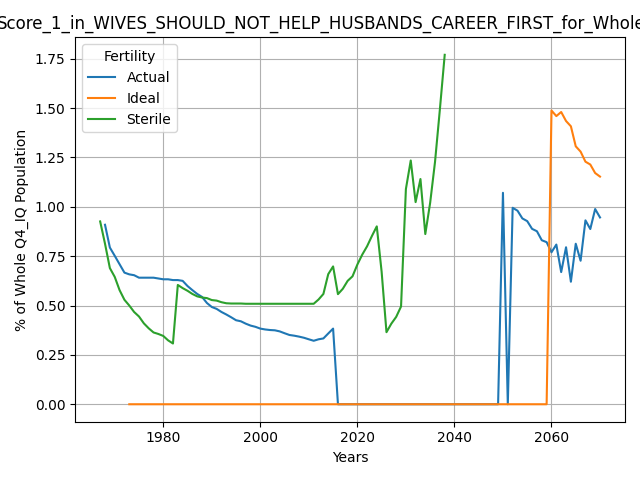 Score_1_in_WIVES_SHOULD_NOT_HELP_HUSBANDS_CAREER_FIRST_for_Whole
Fertility
Actual
Ideal
Sterile
% of Whole Q4_IQ Population
1.75
1.50
1.25
1.00
0.75
0.50
0.25
0.00
1980 2000 2020 2040 2060
Years